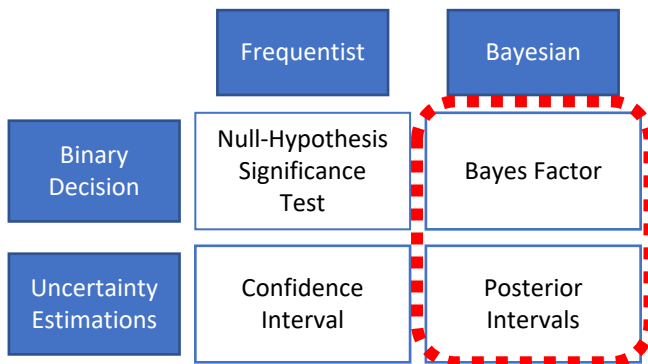 Frequentist
Bayesian
Binary
Decision
Null-Hypothesis
Significance
Test
Bayes Factor
Uncertainty
Estimations
Confidence
Interval
Posterior
Intervals